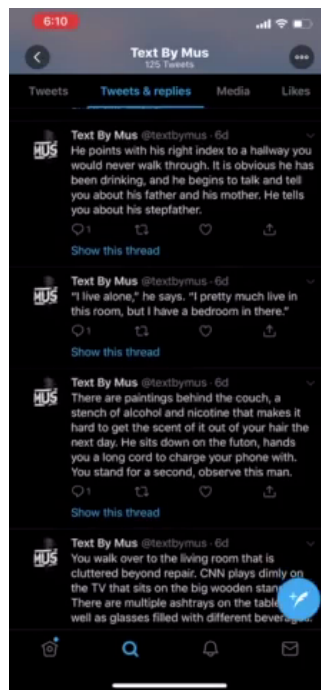 6:10
Text By Mus
125 Tweets
Tweets Tweets & replies Media Likes
MUS
Text By Mus @textbymus · 6d
He points with his right index to a hallway you
would never walk through. It is obvious he has
been drinking, and he begins to talk and tell
you about his father and his mother. He tells
you about his stepfather.
1
Show this thread
MUS
Text By Mus @textbymus · 6d
"I live alone," he says. "I pretty much live in
this room, but I have a bedroom in there."
1
Show this thread
MUS
Text By Mus @textbymus · 6d
There are paintings behind the couch, a
stench of alcohol and nicotine that makes it
hard to get the scent of it out of your hair the
next day. He sits down on the futon, hands
you a long cord to charge your phone with.
You stand for a second, observe this man.
1
Show this thread
MUS
Text By Mus @textbymus · 6d
You walk over to the living room that is
cluttered beyond repair. CNN plays dimly on
the TV that sits on the big wooden
There are multiple ashtrays on the
well as glasses filled with different